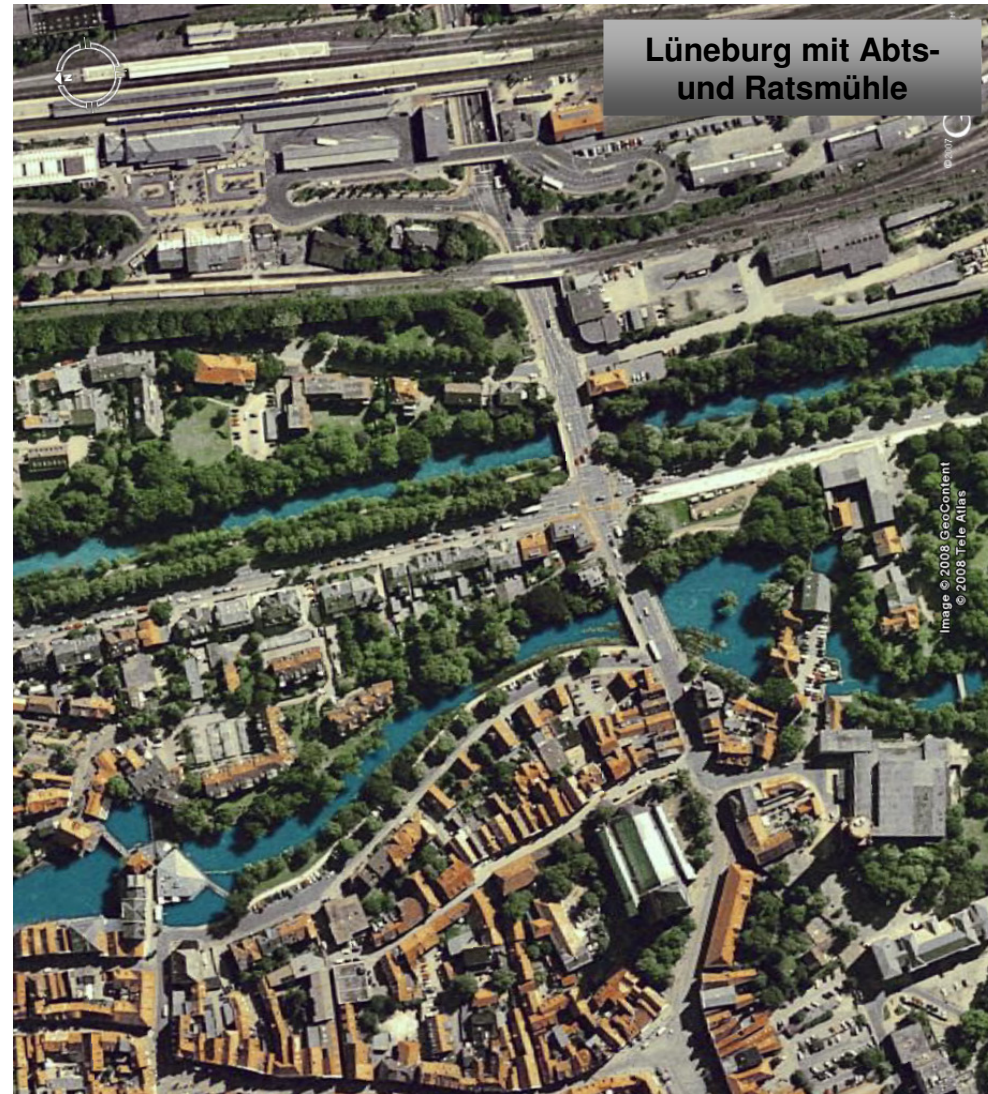 Lüneburg mit Abts-
und Ratsmühle
N
©2007 G
Image © 2008 GeoContent
© 2008 Tele Atlas